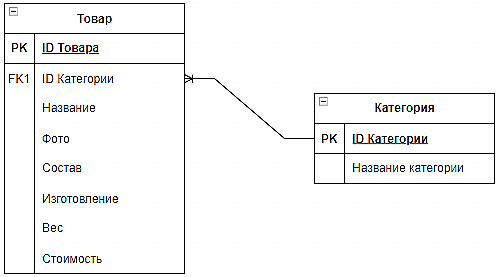 Товар
PK ID Товара
FK1 ID Категории
Название
Фото
Состав
Изготовление
Вес
Стоимость
Категория
PK ID Категории
Название категории